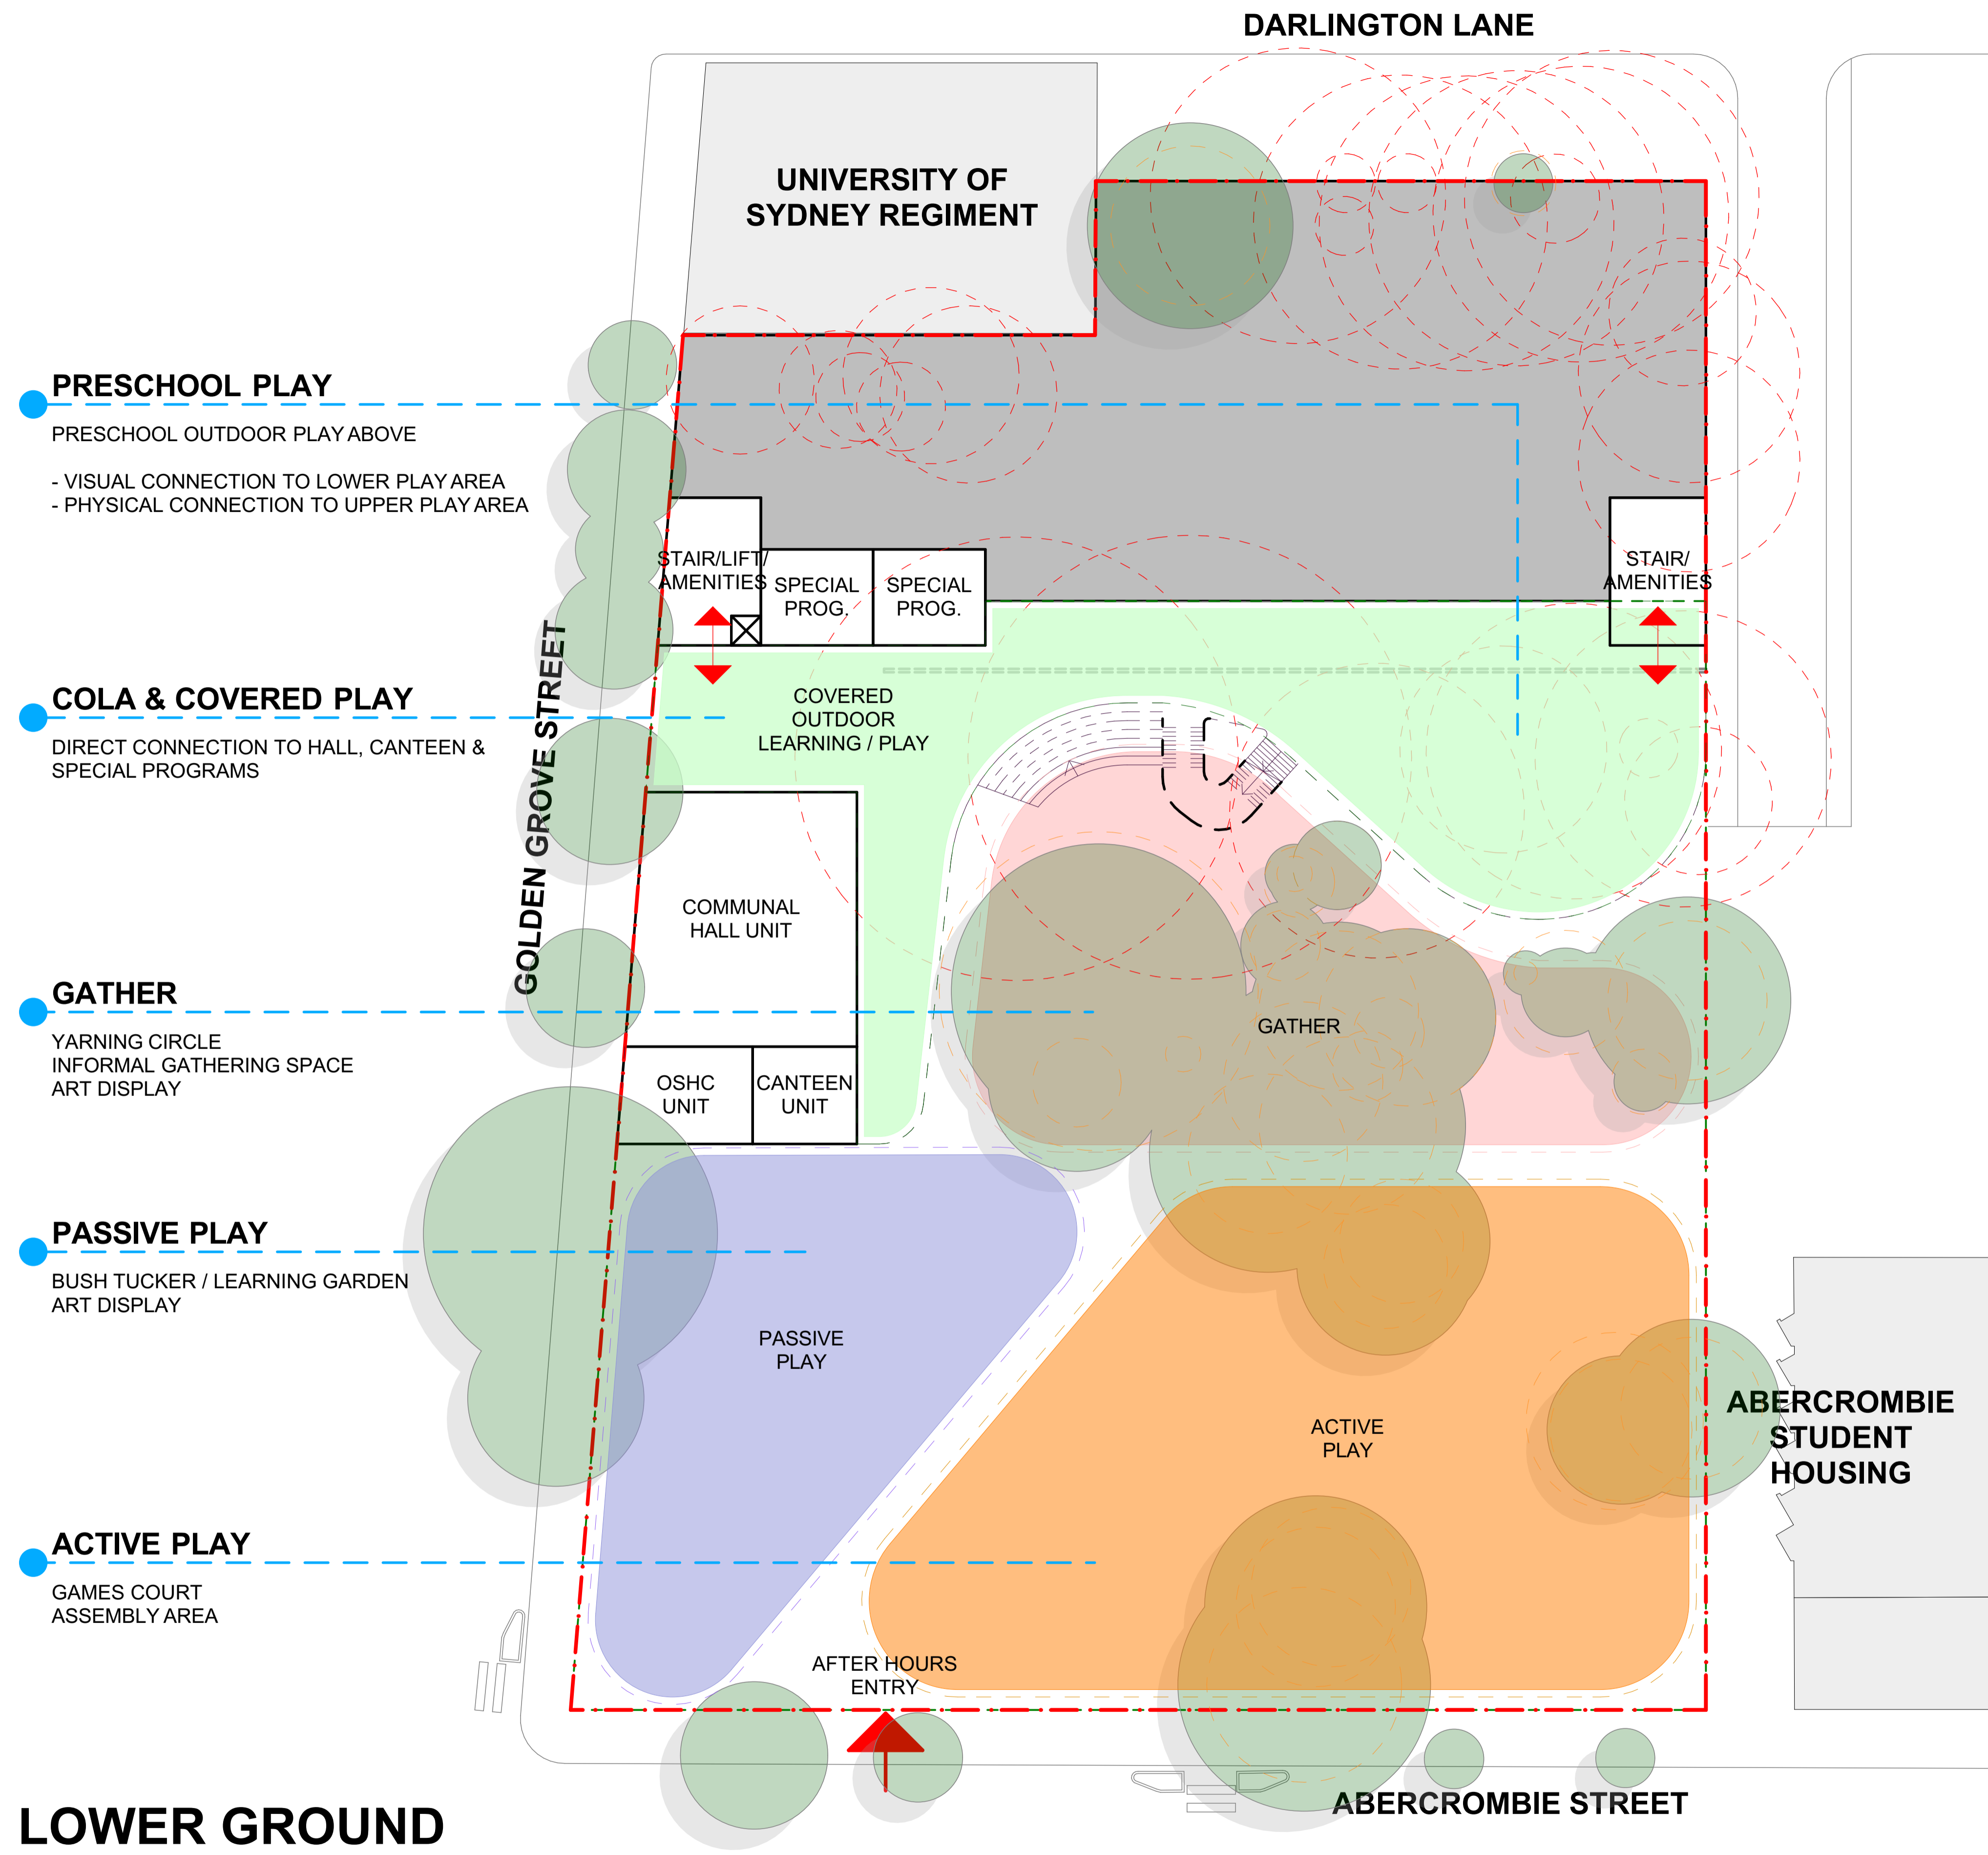 DARLINGTON LANE
UNIVERSITY OF
SYDNEY REGIMENT
PRESCHOOL PLAY
PRESCHOOL OUTDOOR PLAY ABOVE
- VISUAL CONNECTION TO LOWER PLAY AREA
- PHYSICAL CONNECTION TO UPPER PLAY AREA
STAIR/LIFT/
AMENITIES
SPECIAL
PROG.
SPECIAL
PROG.
STAIR/
AMENITIES
GOLDEN GROVE STREET
COLA & COVERED PLAY
DIRECT CONNECTION TO HALL, CANTEEN &
SPECIAL PROGRAMS
COVERED
OUTDOOR
LEARNING / PLAY
COMMUNAL
HALL UNIT
GATHER
YARNING CIRCLE
INFORMAL GATHERING SPACE
ART DISPLAY
GATHER
OSHC
UNIT
CANTEEN
UNIT
PASSIVE PLAY
BUSH TUCKER / LEARNING GARDEN
ART DISPLAY
PASSIVE
PLAY
ACTIVE
PLAY
ABERCROMBIE
STUDENT
HOUSING
ACTIVE PLAY
GAMES COURT
ASSEMBLY AREA
AFTER HOURS
ENTRY
ABERCROMBIE STREET
LOWER GROUND